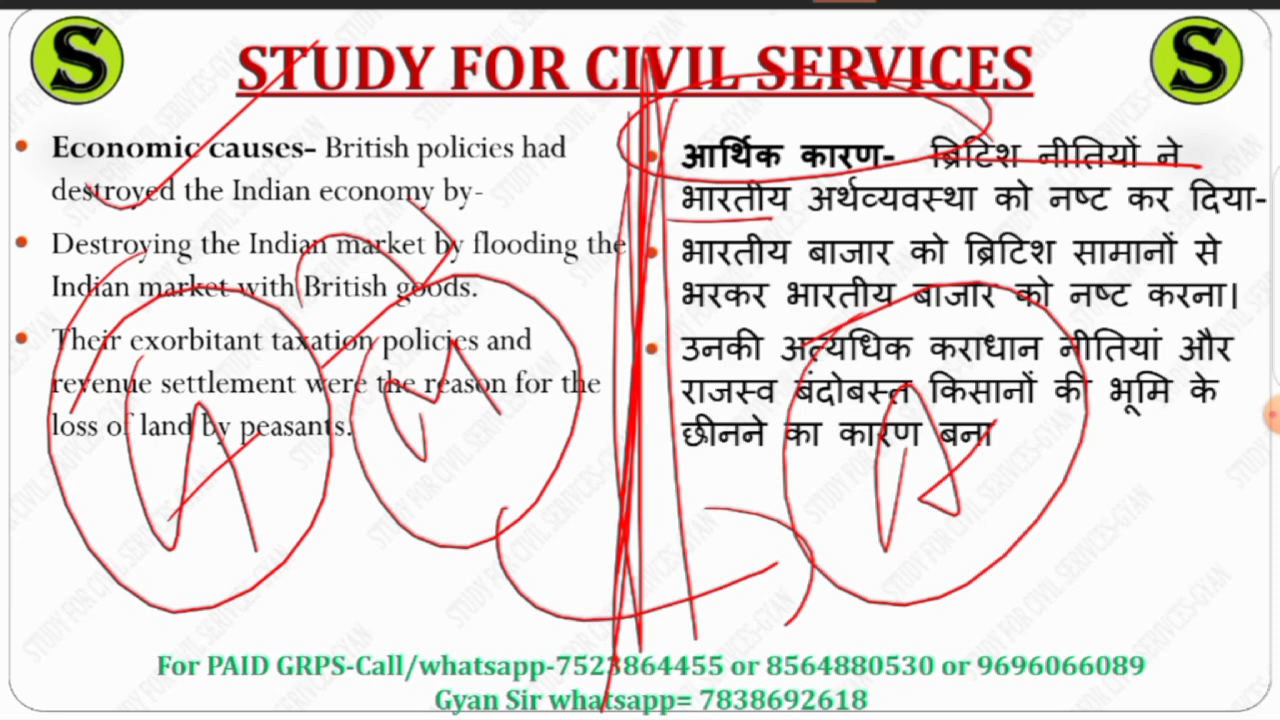 S
STUDY FOR CIVIL SERVICES
S
Economic causes- British policies had
destroyed the Indian economy by-
Destroying the Indian market by flooding the
Indian market with British goods.
Their exorbitant taxation policies and
revenue settlement were the reason for the
loss of land by peasants.
आर्थिक कारण- ब्रिटिश नीतियों ने
भारतीय अर्थव्यवस्था को नष्ट कर दिया-
भारतीय बाजार को ब्रिटिश सामानों से
भरकर भारतीय बाजार को नष्ट करना।
उनकी अत्यधिक कराधान नीतियां और
राजस्व बंदोबस्त किसानों की भूमि के
छीनने का कारण बना
For PAID GRPS-Call/whatsapp-7523864455 or 8564880530 or 9696066089
Gyan Sir whatsapp= 7838692618